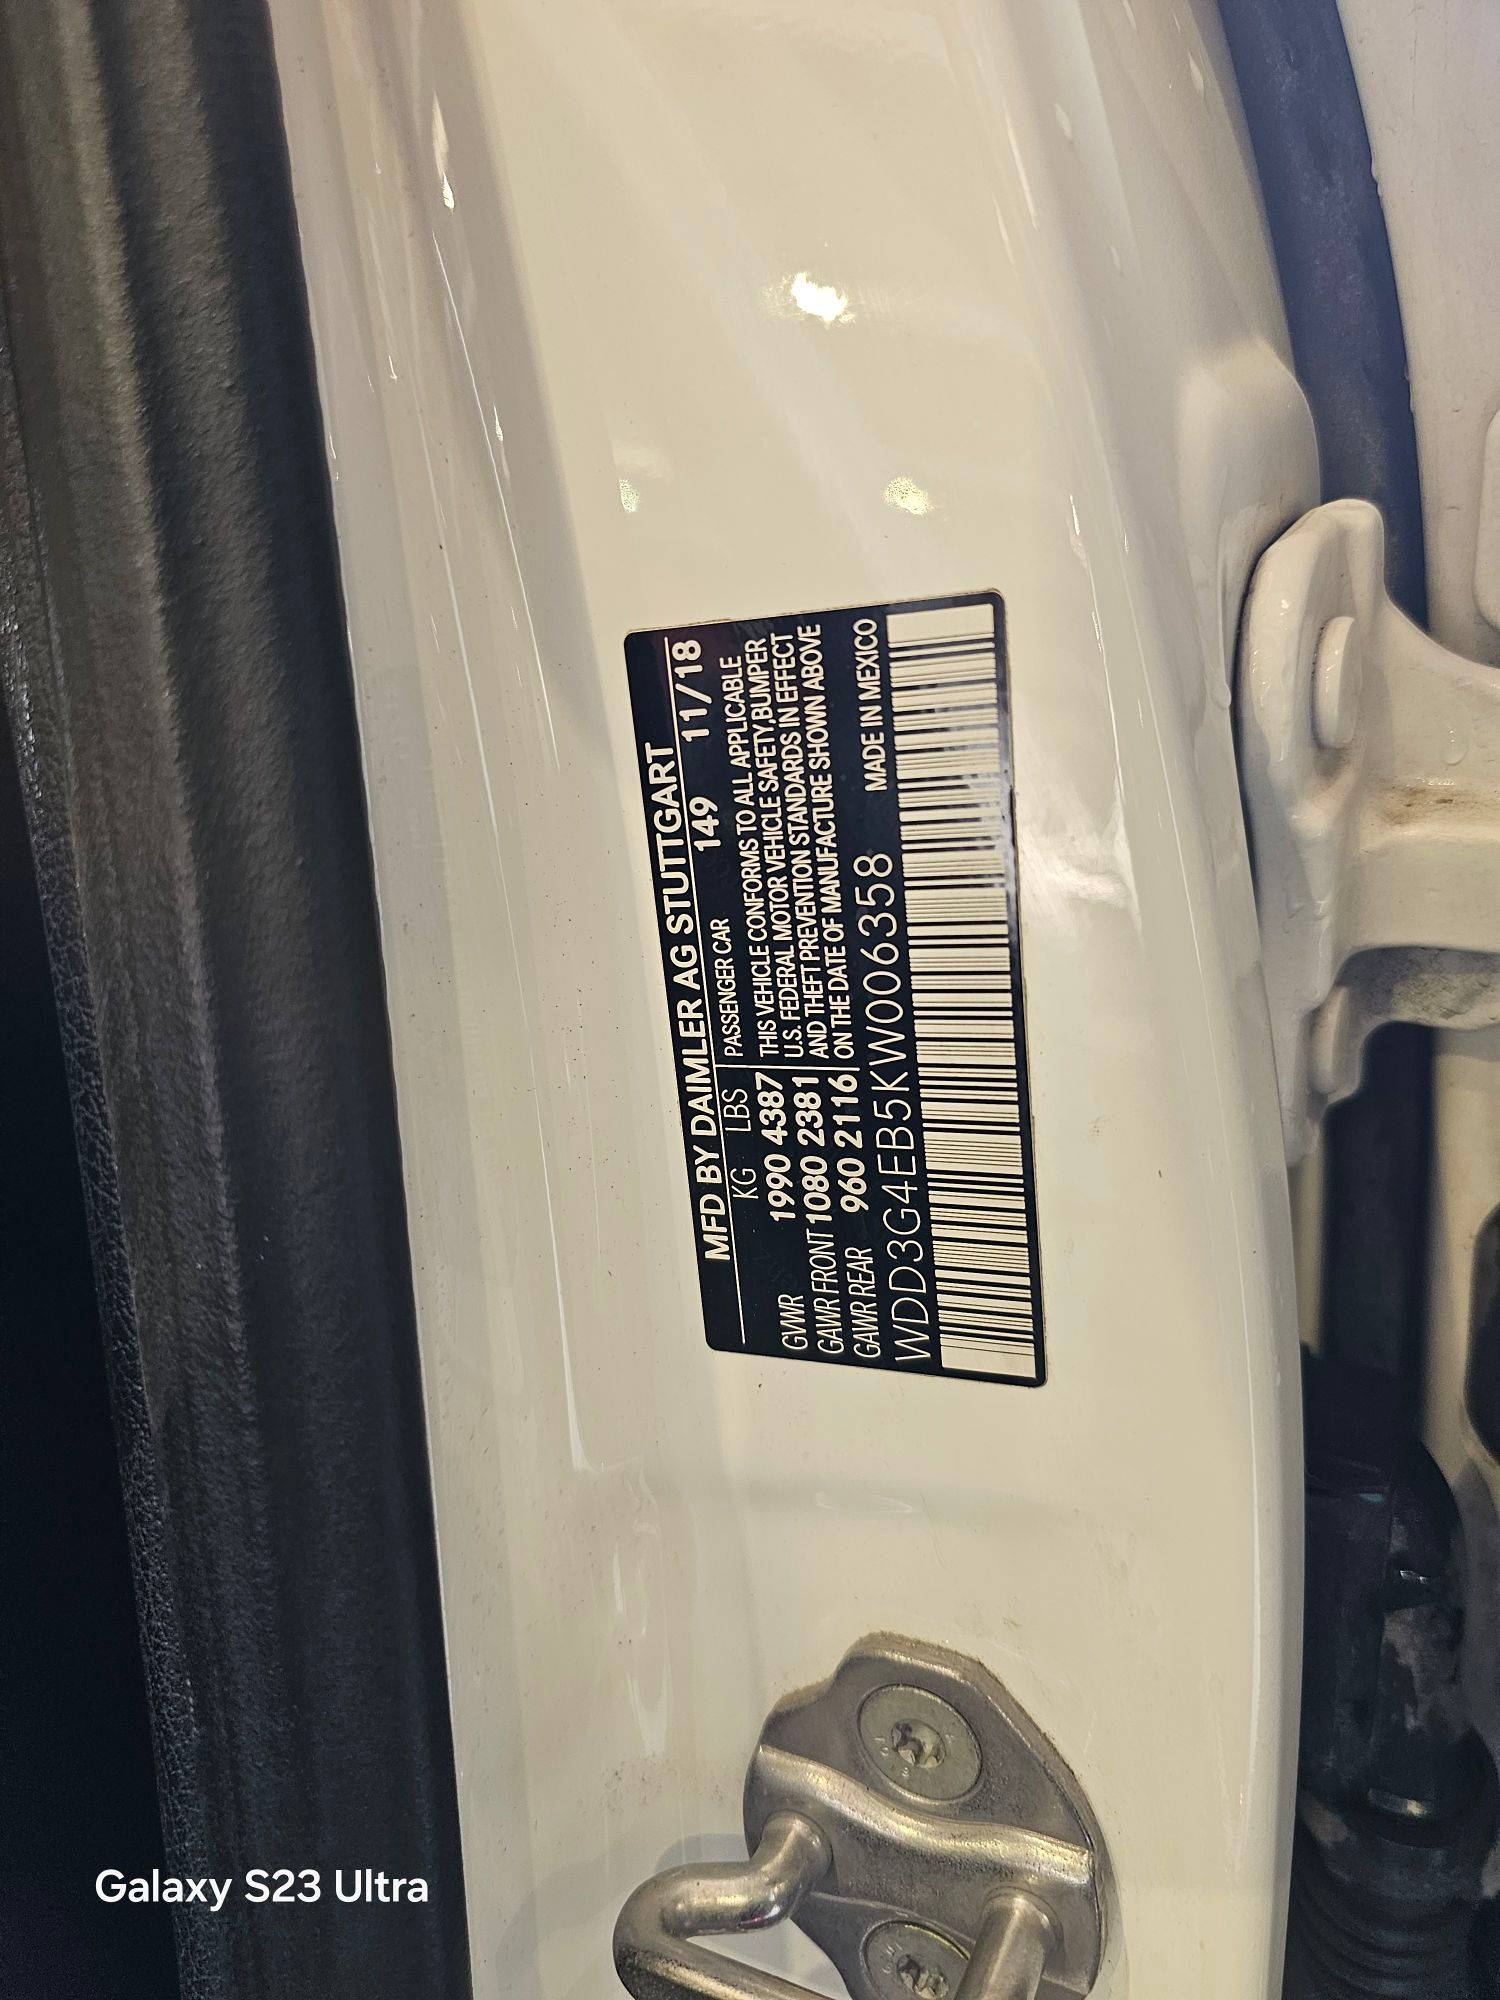 MFD BY DAIMLER AG STUTTGART
KG LBS PASSENGER CAR 149 11/18
GVWR 1990 4387
GAWR FRONT 1080 2381
GAWR REAR 960 2116
THIS VEHICLE CONFORMS TO ALL APPLICABLE
U.S. FEDERAL MOTOR VEHICLE SAFETY,BUMPER
AND THEFT PREVENTION STANDARDS IN EFFECT
ON THE DATE OF MANUFACTURE SHOWN ABOVE
WDD3G4EB5KW006358 MADE IN MEXICO
Galaxy S23 Ultra